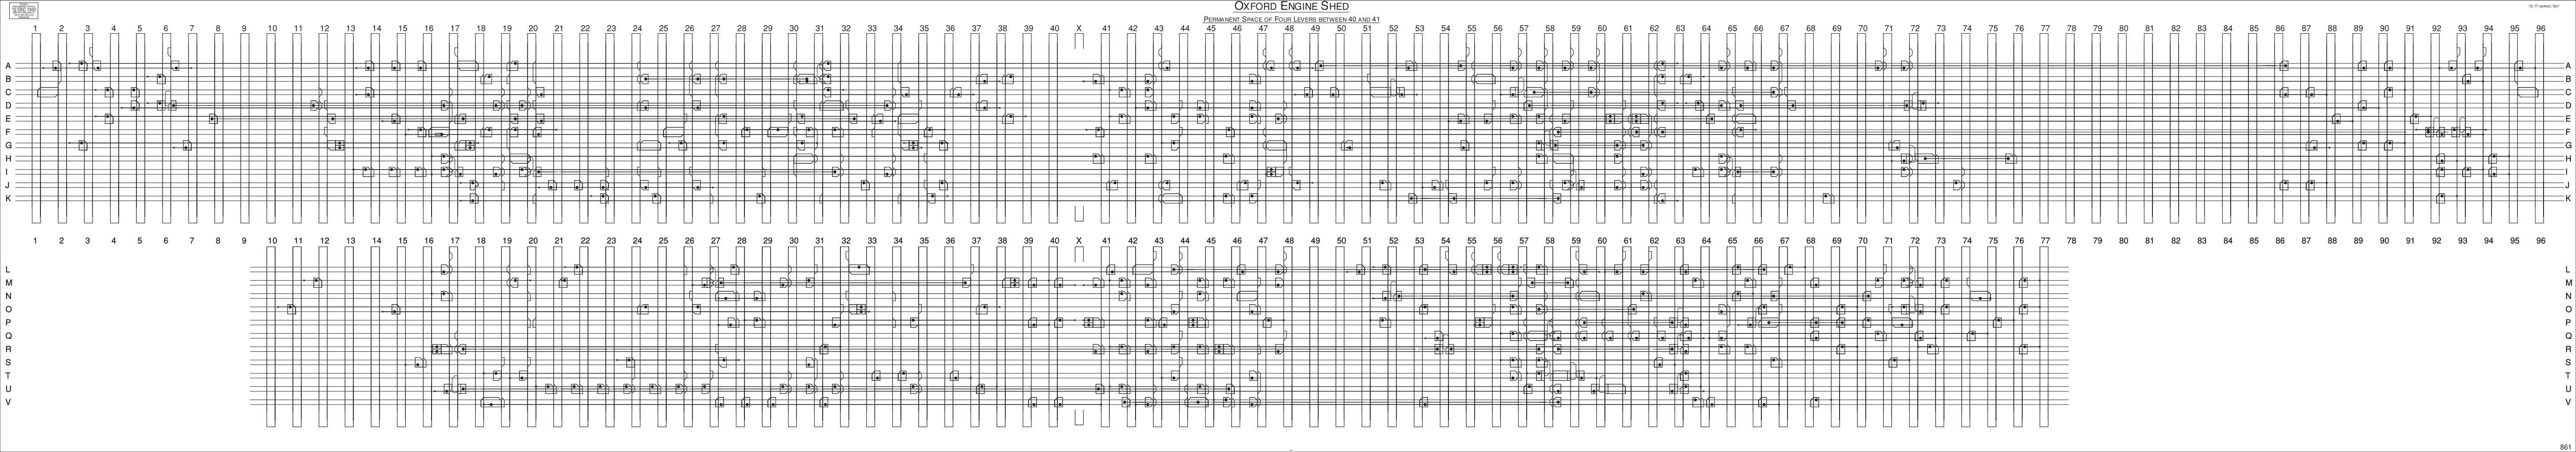 OXFORD ENGINE SHED
PERMANENT SPACE OF FOUR LEVERS BETWEEN 40 AND 41
1 2 3 4 5 6 7 8 9 10 11 12 13 14 15 16 17 18 19 20 21 22 23 24 25 26 27 28 29 30 31 32 33 34 35 36 37 38 39 40 X 41 42 43 44 45 46 47 48 49 50 51 52 53 54 55 56 57 58 59 60 61 62 63 64 65 66 67 68 69 70 71 72 73 74 75 76 77 78 79 80 81 82 83 84 85 86 87 88 89 90 91 92 93 94 95 96
A A
B B
C C
D D
E E
F F
G G
H H
I I
J J
K K
1 2 3 4 5 6 7 8 9 10 11 12 13 14 15 16 17 18 19 20 21 22 23 24 25 26 27 28 29 30 31 32 33 34 35 36 37 38 39 40 X 41 42 43 44 45 46 47 48 49 50 51 52 53 54 55 56 57 58 59 60 61 62 63 64 65 66 67 68 69 70 71 72 73 74 75 76 77 78 79 80 81 82 83 84 85 86 87 88 89 90 91 92 93 94 95 96
L L
M M
N N
O O
P P
Q Q
R R
S S
T T
U U
V V
861